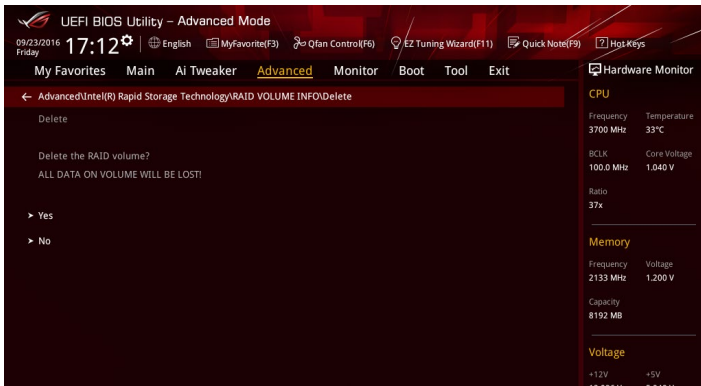 UEFI BIOS Utility – Advanced Mode
09/23/2016 Friday 17:12 English MyFavorite(F3) Qfan Control(F6) EZ Tuning Wizard(F11) Quick Note(F9) ? Hot Keys
My Favorites Main Ai Tweaker Advanced Monitor Boot Tool Exit
← Advanced\Intel(R) Rapid Storage Technology\RAID VOLUME INFO\Delete
Delete
Delete the RAID volume?
ALL DATA ON VOLUME WILL BE LOST!
> Yes
> No
Hardware Monitor
CPU
Frequency Temperature
3700 MHz 33°C
BCLK Core Voltage
100.0 MHz 1.040 V
Ratio
37x
Memory
Frequency Voltage
2133 MHz 1.200 V
Capacity
8192 MB
Voltage
+12V +5V